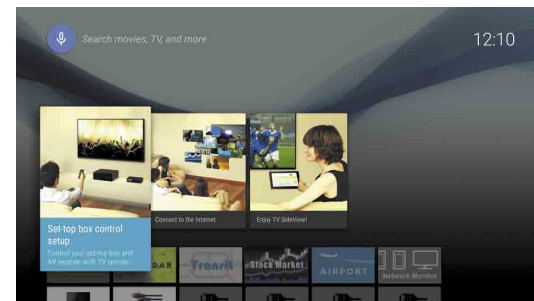 Search movies, TV, and more
12:10
Set-top box control
setup
Control your set-top box and
AV receiver with TV remote...
Connect to the Internet
Enjoy TV SideView!
DAR
Transit
Stock Market
AIRPORT
Network Monitor